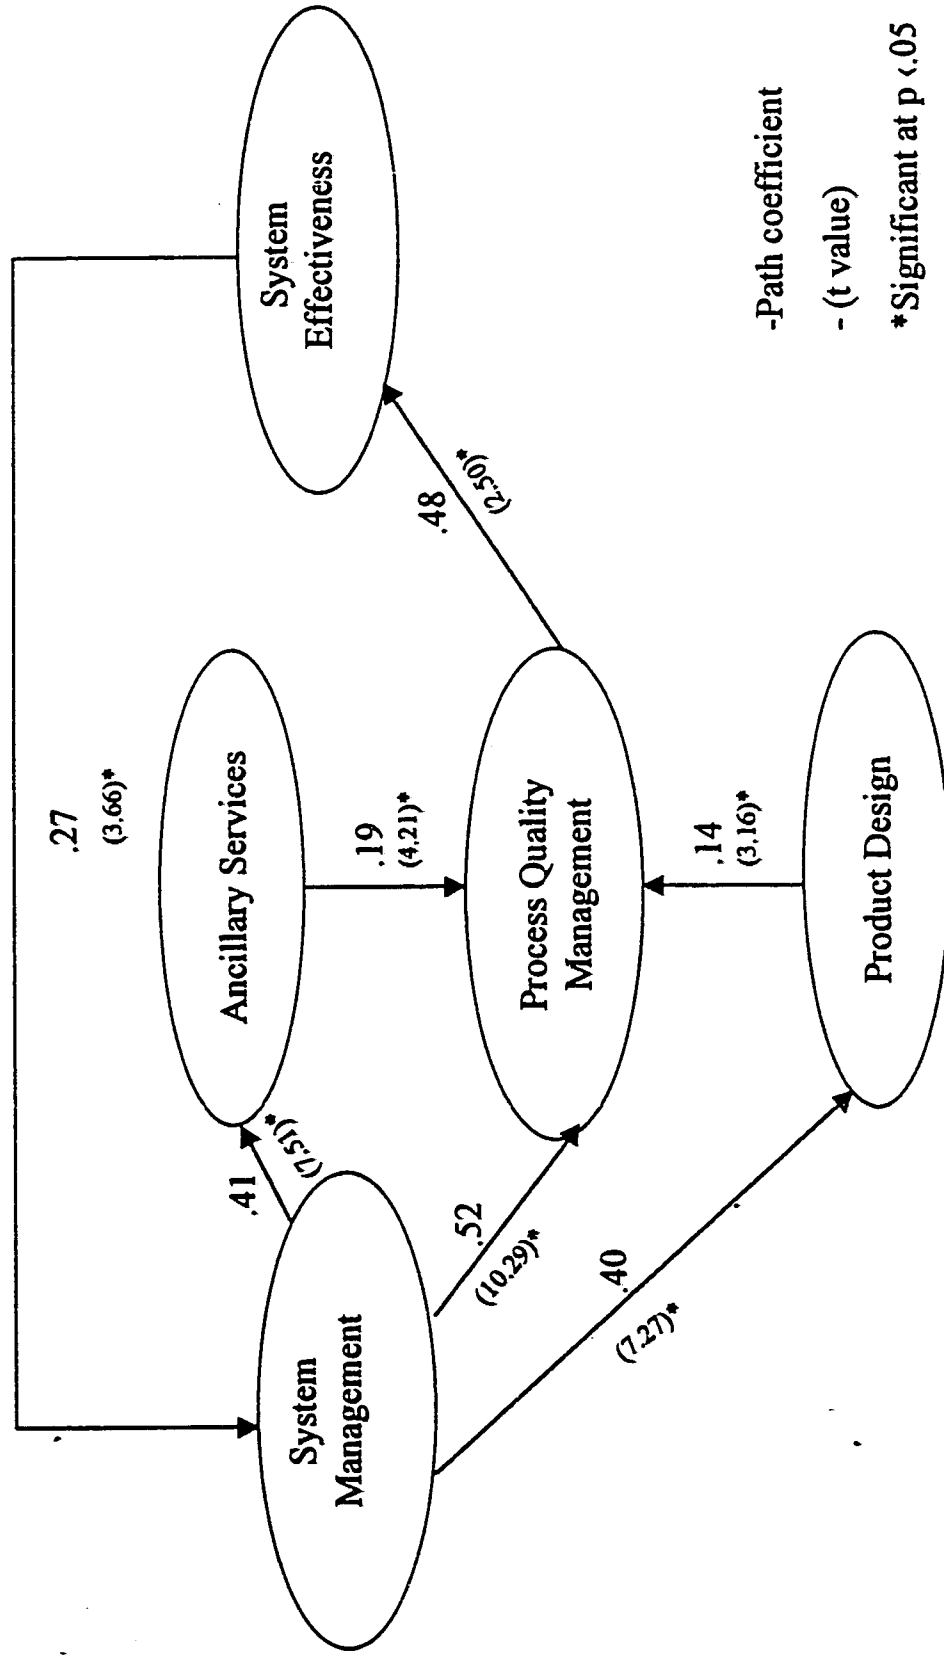 .27
(3.66)*
System
Management
.41
(7.51)*
.52
(10.29)*
.40
(7.27)*
Ancillary Services
.19
(4.21)*
Process Quality
Management
.14
(3.16)*
Product Design
.48
(2.50)*
System
Effectiveness
-Path coefficient
- (t value)
*Significant at p <.05